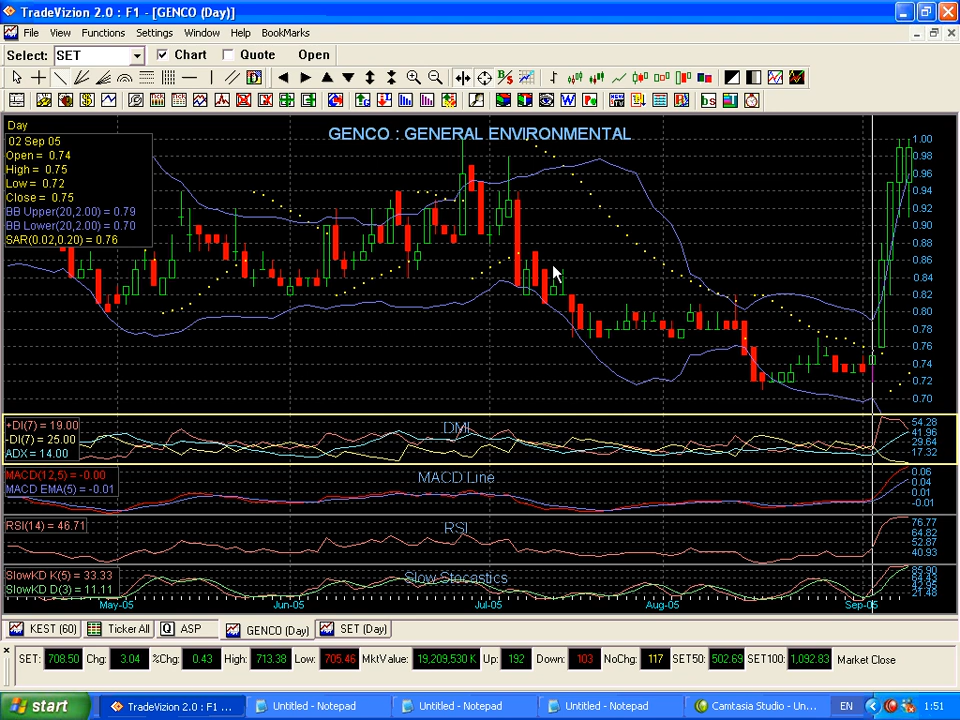 TradeVizion 2.0 : F1 - [GENCO (Day)]
File View Functions Settings Window Help BookMarks
Select: SET Chart Quote Open
Day
GENCO : GENERAL ENVIRONMENTAL
02 Sep 05
Open = 0.74
High = 0.75
Low = 0.72
Close = 0.75
BB Upper(20,2.00) = 0.79
BB Lower(20,2.00) = 0.70
SAR(0.02,0.20) = 0.76
1.00
0.98
0.96
0.94
0.92
0.90
0.88
0.86
0.84
0.82
0.80
0.78
0.76
0.74
0.72
0.70
+DI(7) = 19.00
-DI(7) = 25.00
ADX = 14.00
DMI
54.28
41.96
29.64
17.32
MACD(12,5) = -0.00
MACD EMA(5) = -0.01
MACD Line
0.06
0.04
0.01
-0.01
RSI(14) = 46.71
RSI
76.77
64.82
52.87
40.93
SlowKD K(5) = 33.33
SlowKD D(3) = 11.11
Slow Stocastics
85.90
64.43
42.95
21.48
May-05 Jun-05 Jul-05 Aug-05 Sep-05
KEST (60) Ticker All ASP GENCO (Day) SET (Day)
SET: 708.50 Chg: 3.04 %Chg: 0.43 High: 713.38 Low: 705.46 MktValue: 19,209,530 K Up: 192 Down: 103 NoChg: 117 SET50: 502.69 SET100: 1,092.83 Market Close
start TradeVizion 2.0 : F1 ... Untitled - Notepad Untitled - Notepad Untitled - Notepad Camtasia Studio - Un... EN 1:51